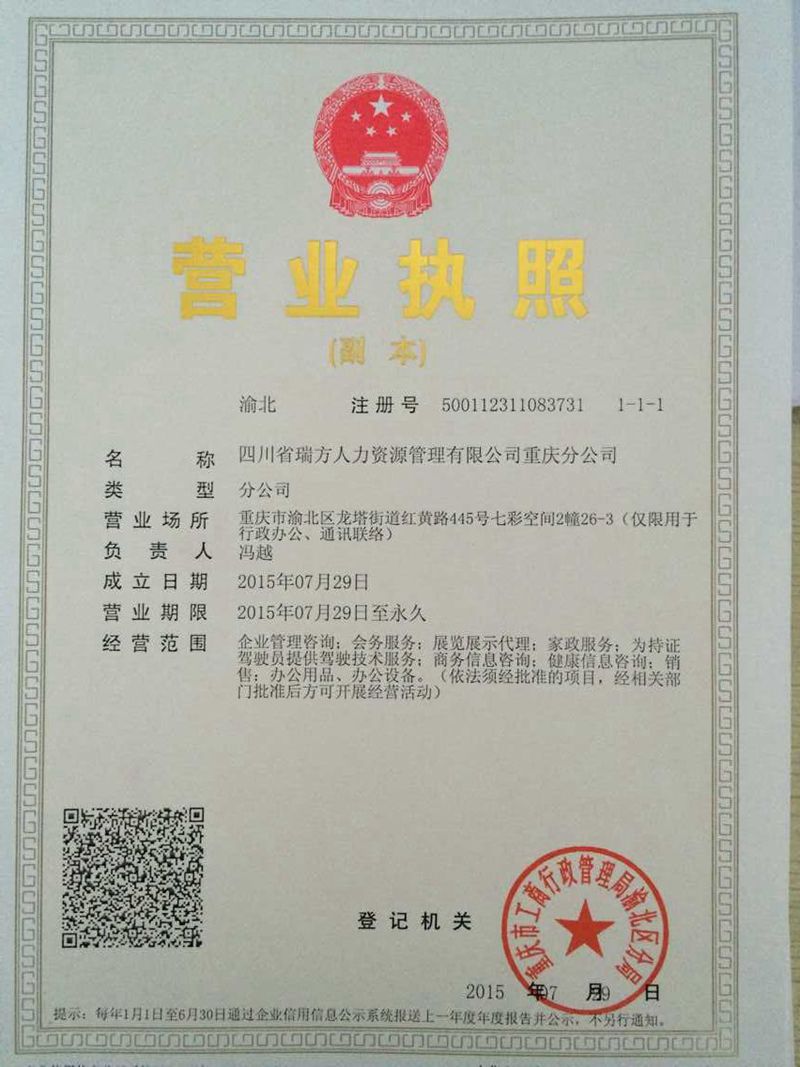 营业执照
(副 本)
渝北 注册号 500112311083731 1-1-1
名称 四川省瑞方人力资源管理有限公司重庆分公司
类型 分公司
营业场所 重庆市渝北区龙塔街道红黄路445号七彩空间2幢26-3（仅限用于
行政办公、通讯联络）
负责人 冯越
成立日期 2015年07月29日
营业期限 2015年07月29日至永久
经营范围 企业管理咨询；会务服务；展览展示代理；家政服务；为持证
驾驶员提供驾驶技术服务；商务信息咨询；健康信息咨询；销
售；办公用品、办公设备。（依法须经批准的项目，经相关部
门批准后方可开展经营活动）
重庆市工商行政管理局渝北区分局
登记机关
2015 年07 月29 日
提示：每年1月1日至6月30日通过企业信用信息公示系统报送上一年度年度报告并公示，不另行通知。